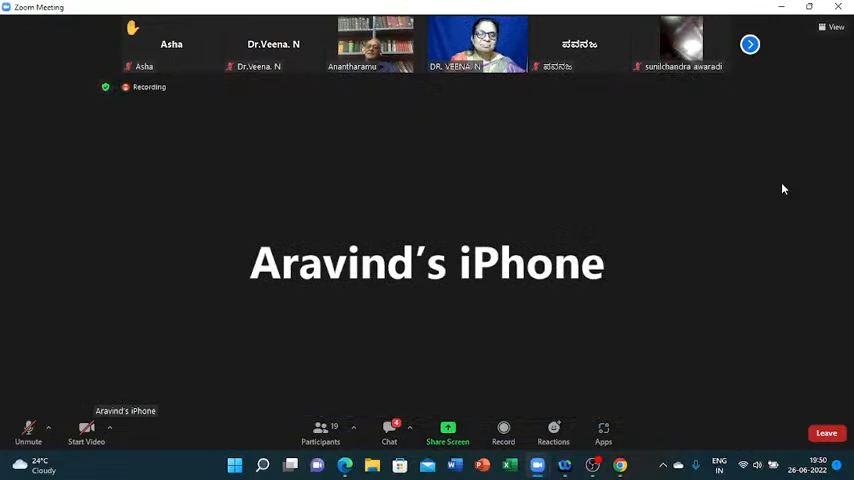 Zoom Meeting
View
Asha
Dr.Veena. N
ಪವನಜ
Asha
Dr.Veena. N
Anantharamu
DR. VEENA. N
ಪವನಜ
sunilchandra awaradi
Recording
Aravind's iPhone
Aravind's iPhone
19
4
Unmute
Start Video
Participants
Chat
Share Screen
Record
Reactions
Apps
Leave
24°C
Cloudy
ENG
IN
19:50
26-06-2022